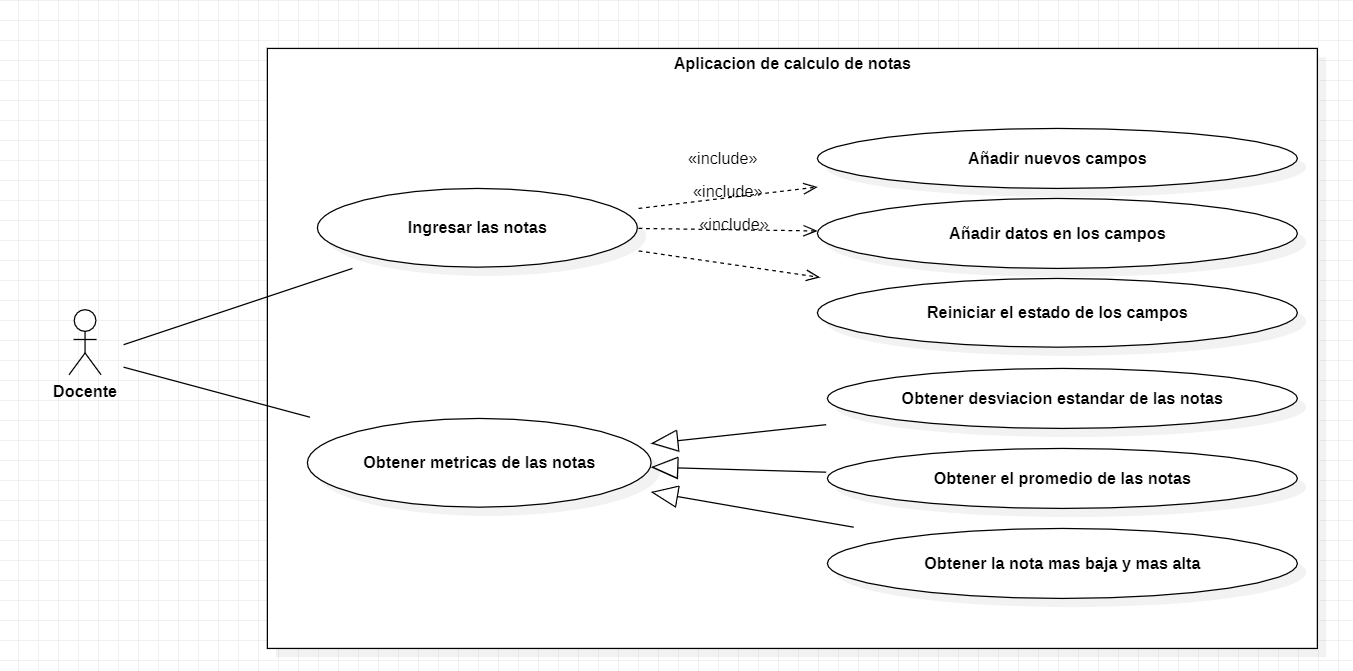 Aplicacion de calculo de notas
«include»
Añadir nuevos campos
«include»
«include»
Ingresar las notas
Añadir datos en los campos
Reiniciar el estado de los campos
Docente
Obtener desviacion estandar de las notas
Obtener metricas de las notas
Obtener el promedio de las notas
Obtener la nota mas baja y mas alta